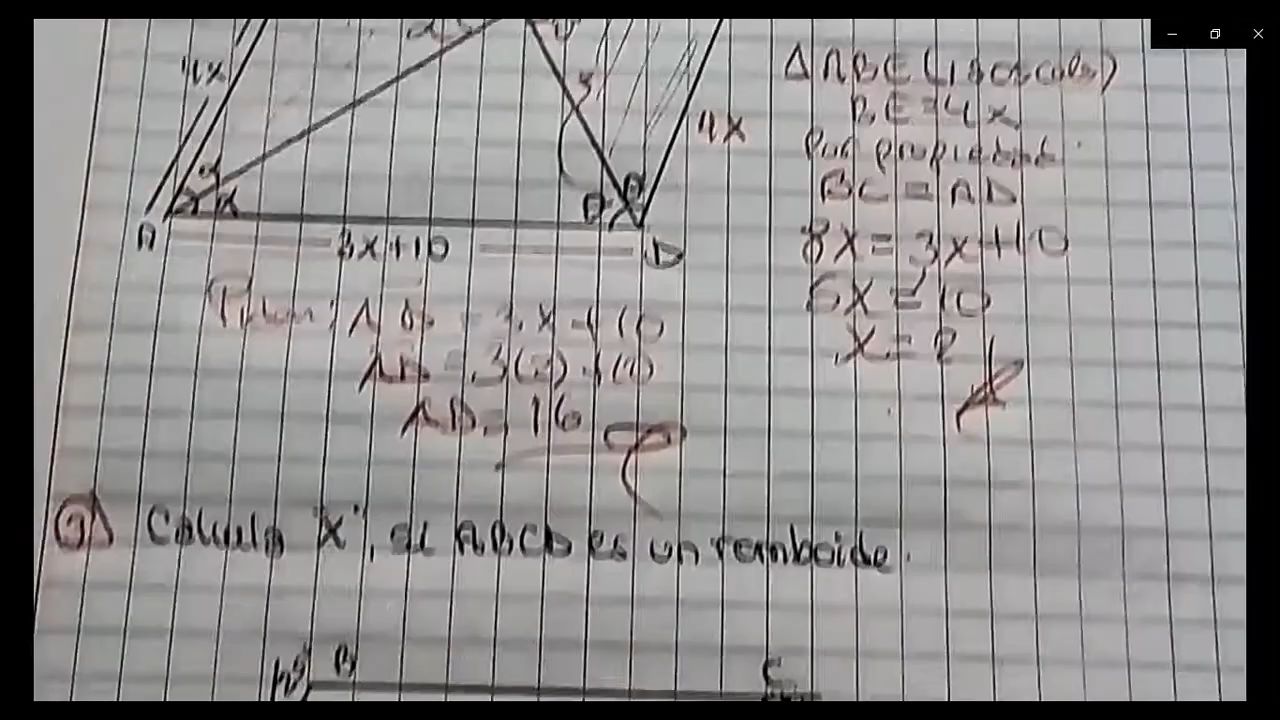 4x
α
4x
α
α
θ
θ
A
3x+10
D
Δ ABE (isósceles)
BE=4x
Por propiedad
BC = AD
8x = 3x+10
5x = 10
x = 2
Piden: AD = 3x+10
AD = 3(2)+10
AD = 16
Calcula "x", si ABCD es un romboide.
B
C